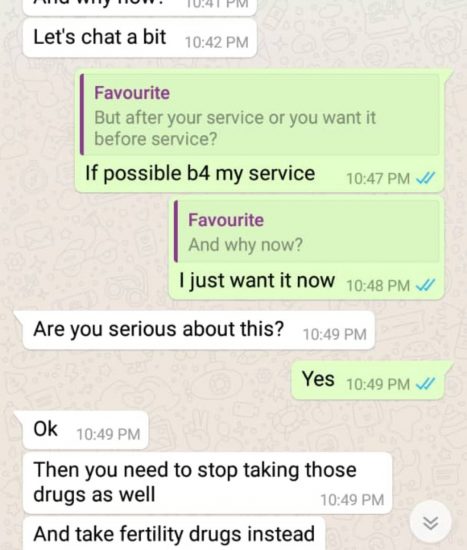 And why now? 10:41 PM
Let's chat a bit 10:42 PM
Favourite
But after your service or you want it
before service?
If possible b4 my service 10:47 PM
Favourite
And why now?
I just want it now 10:48 PM
Are you serious about this? 10:49 PM
Yes 10:49 PM
Ok 10:49 PM
Then you need to stop taking those
drugs as well 10:49 PM
And take fertility drugs instead